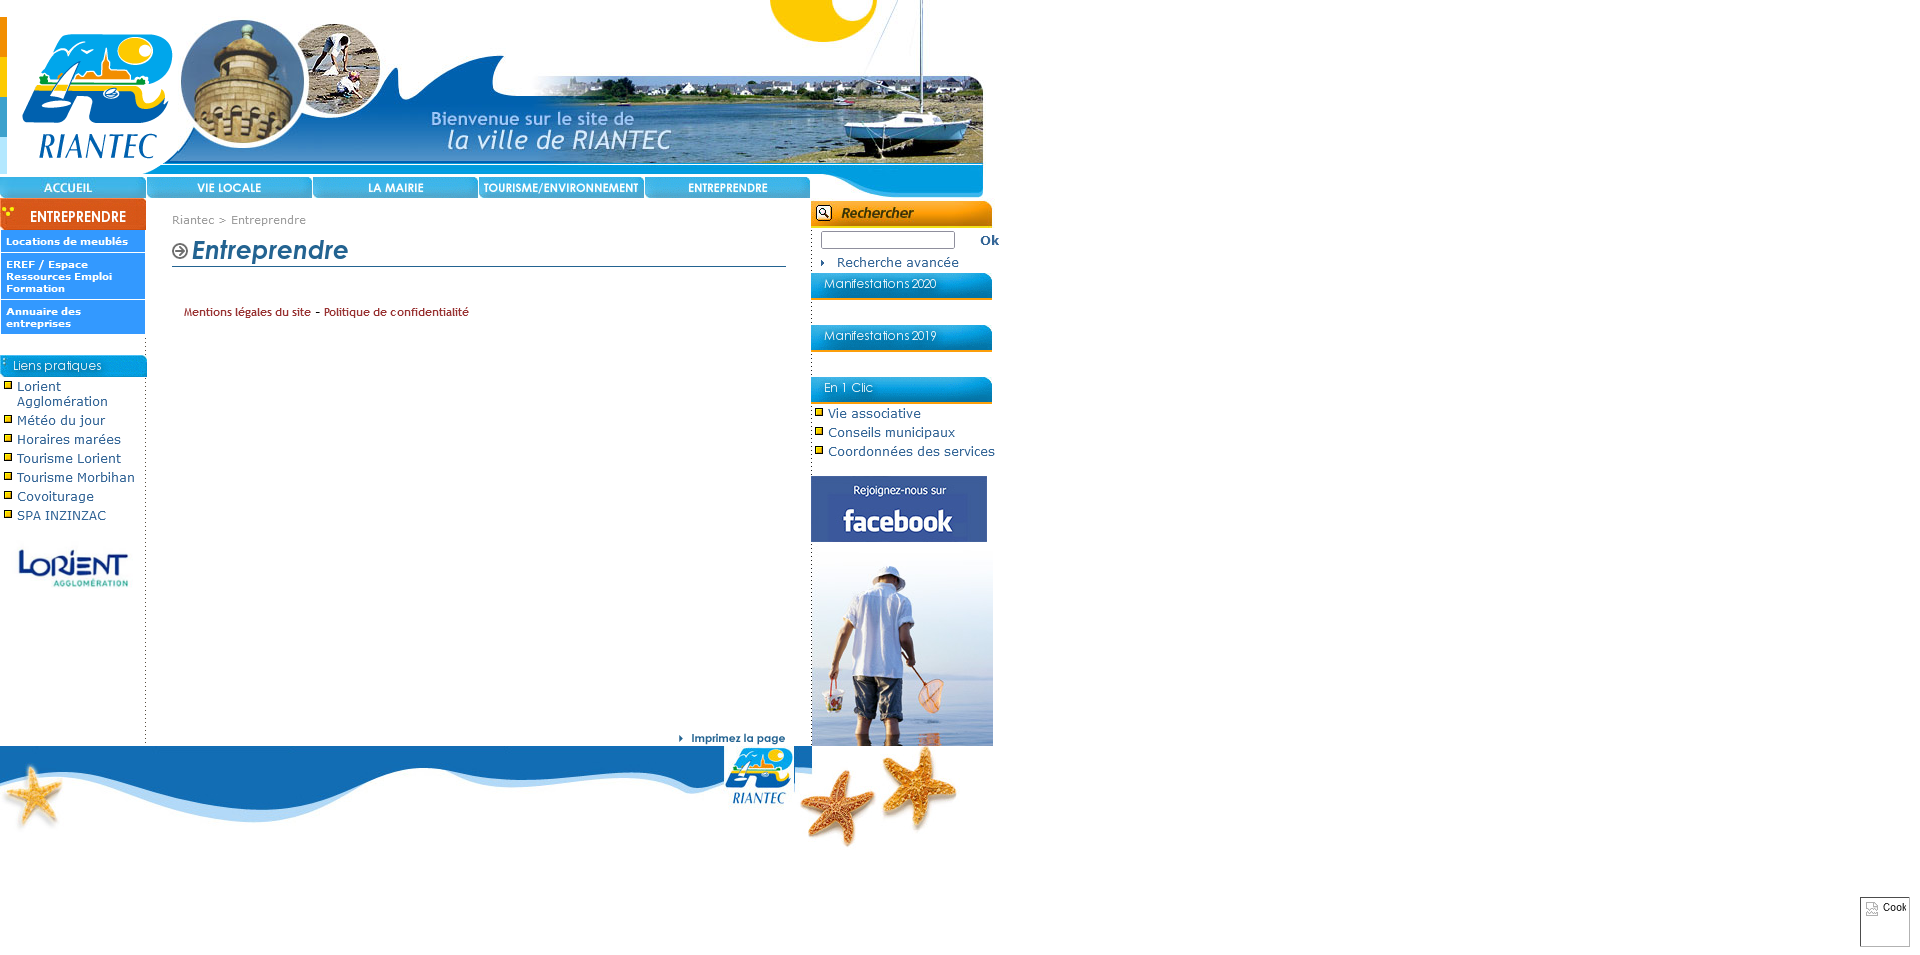 RIANTEC
Bienvenue sur le site de
la ville de RIANTEC
ACCUEIL
VIE LOCALE
LA MAIRIE
TOURISME/ENVIRONNEMENT
ENTREPRENDRE
ENTREPRENDRE
Locations de meublés
EREF / Espace
Ressources Emploi
Formation
Annuaire des
entreprises
Liens pratiques
Lorient
Agglomération
Météo du jour
Horaires marées
Tourisme Lorient
Tourisme Morbihan
Covoiturage
SPA INZINZAC
LORIENT
AGGLOMÉRATION
Riantec > Entreprendre
Entreprendre
Mentions légales du site - Politique de confidentialité
Imprimez la page
Rechercher
Ok
Recherche avancée
Manifestations 2020
Manifestations 2019
En 1 Clic
Vie associative
Conseils municipaux
Coordonnées des services
Rejoignez-nous sur
facebook
RIANTEC
Cook